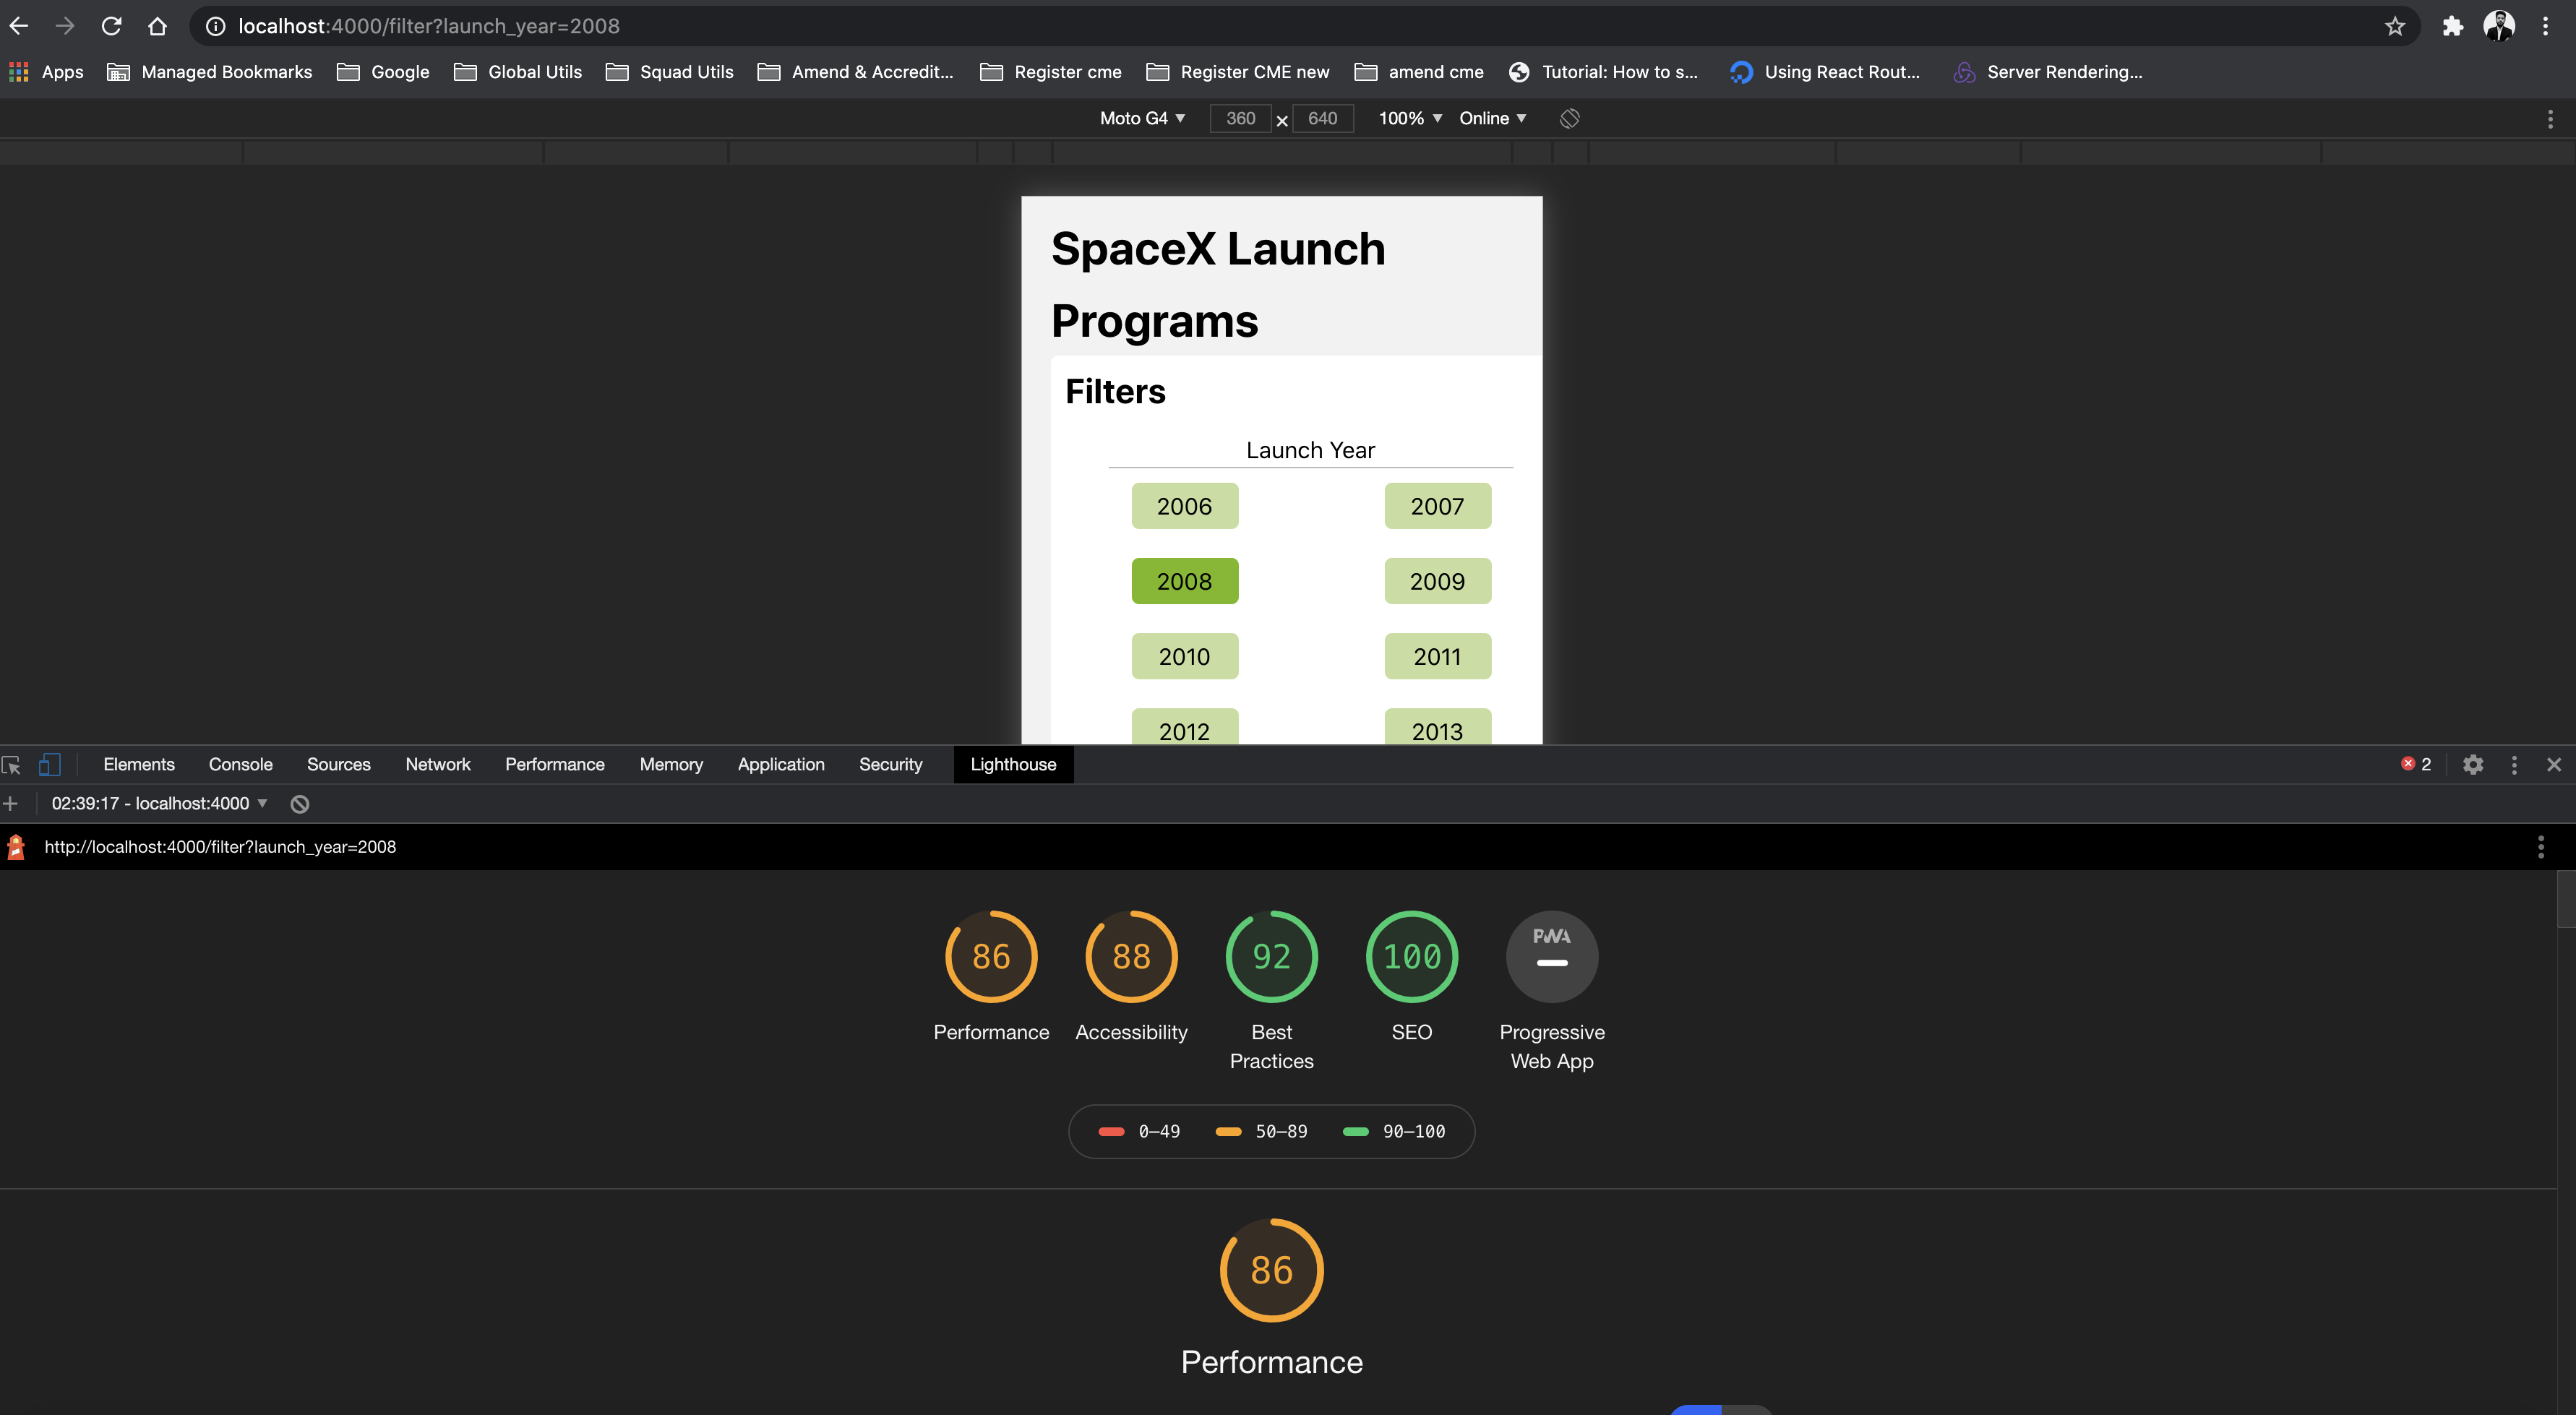 localhost:4000/filter?launch_year=2008
Apps Managed Bookmarks Google Global Utils Squad Utils Amend & Accredit... Register cme Register CME new amend cme Tutorial: How to s... Using React Rout... Server Rendering...
Moto G4 360 × 640 100% Online
SpaceX Launch
Programs
Filters
Launch Year
2006 2007
2008 2009
2010 2011
2012 2013
Elements Console Sources Network Performance Memory Application Security Lighthouse 2
02:39:17 - localhost:4000
http://localhost:4000/filter?launch_year=2008
86 88 92 100 PWA
Performance Accessibility Best Practices SEO Progressive Web App
0–49 50–89 90–100
86
Performance